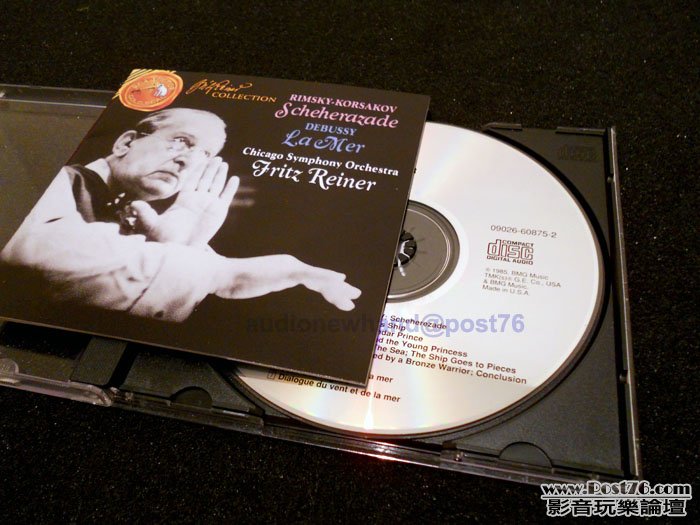 COLLECTION
RIMSKY-KORSAKOV
Scheherazade
DEBUSSY
La Mer
Chicago Symphony Orchestra
Fritz Reiner
09026-60875-2
COMPACT
disc
DIGITAL AUDIO
℗ 1985, BMG Music
TMK(s)® G.E. Co., USA
& BMG Music.
Made in U.S.A.
Scheherazade
Ship
Prince
the Young Princess
The Sea; The Ship Goes to Pieces
by a Bronze Warrior; Conclusion
la mer
Dialogue du vent et de la mer
@post76
www.Post76.com
影音玩樂論壇